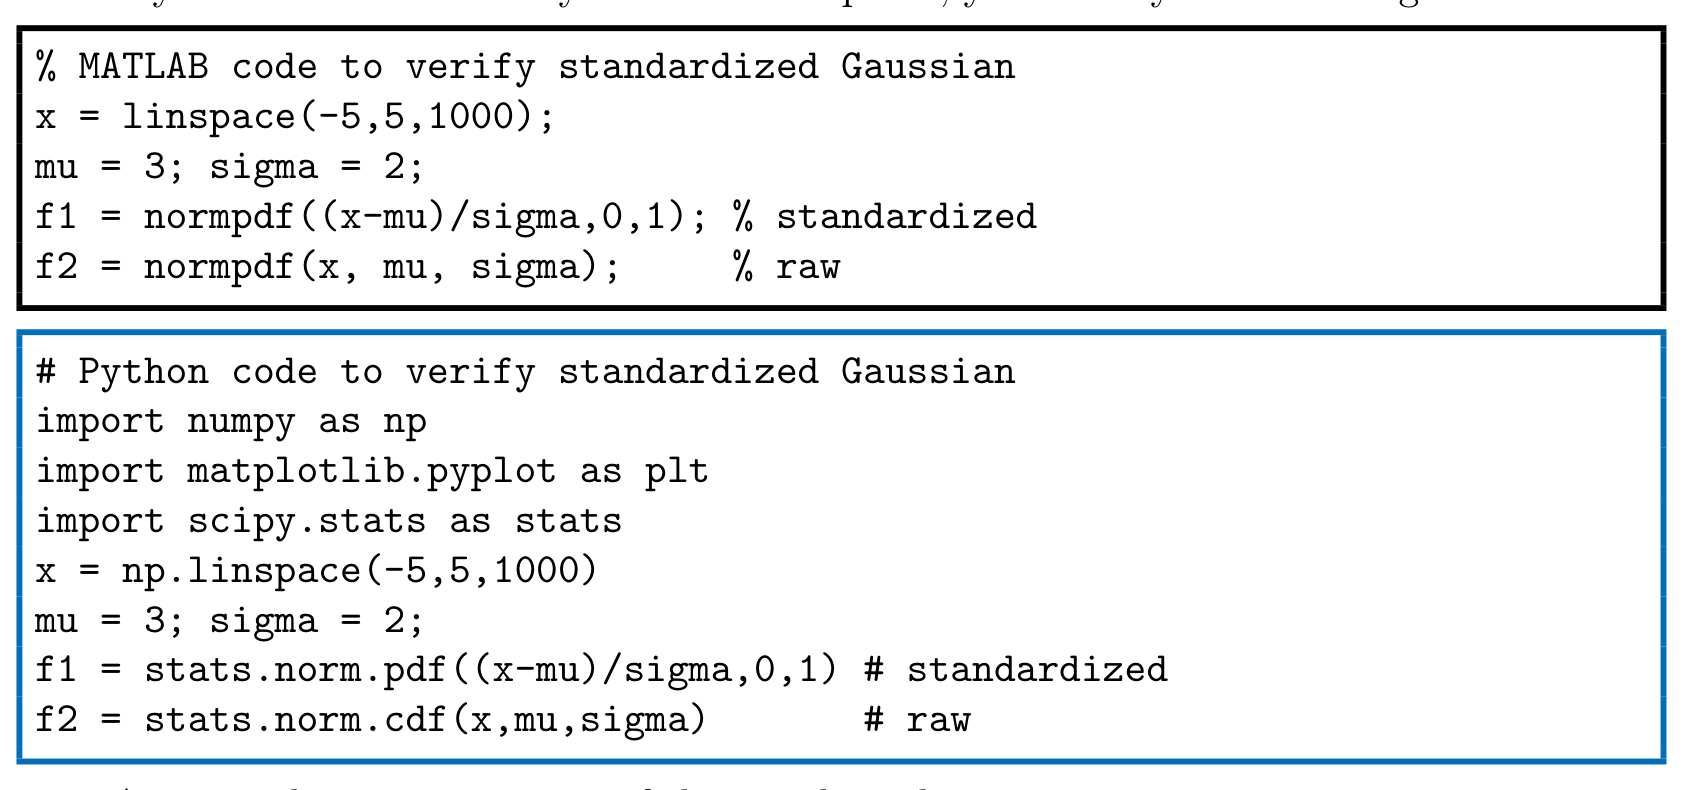 % MATLAB code to verify standardized Gaussian
x = linspace(-5,5,1000);
mu = 3; sigma = 2;
f1 = normpdf((x-mu)/sigma,0,1); % standardized
f2 = normpdf(x, mu, sigma);     % raw
# Python code to verify standardized Gaussian
import numpy as np
import matplotlib.pyplot as plt
import scipy.stats as stats
x = np.linspace(-5,5,1000)
mu = 3; sigma = 2;
f1 = stats.norm.pdf((x-mu)/sigma,0,1) # standardized
f2 = stats.norm.cdf(x,mu,sigma)       # raw